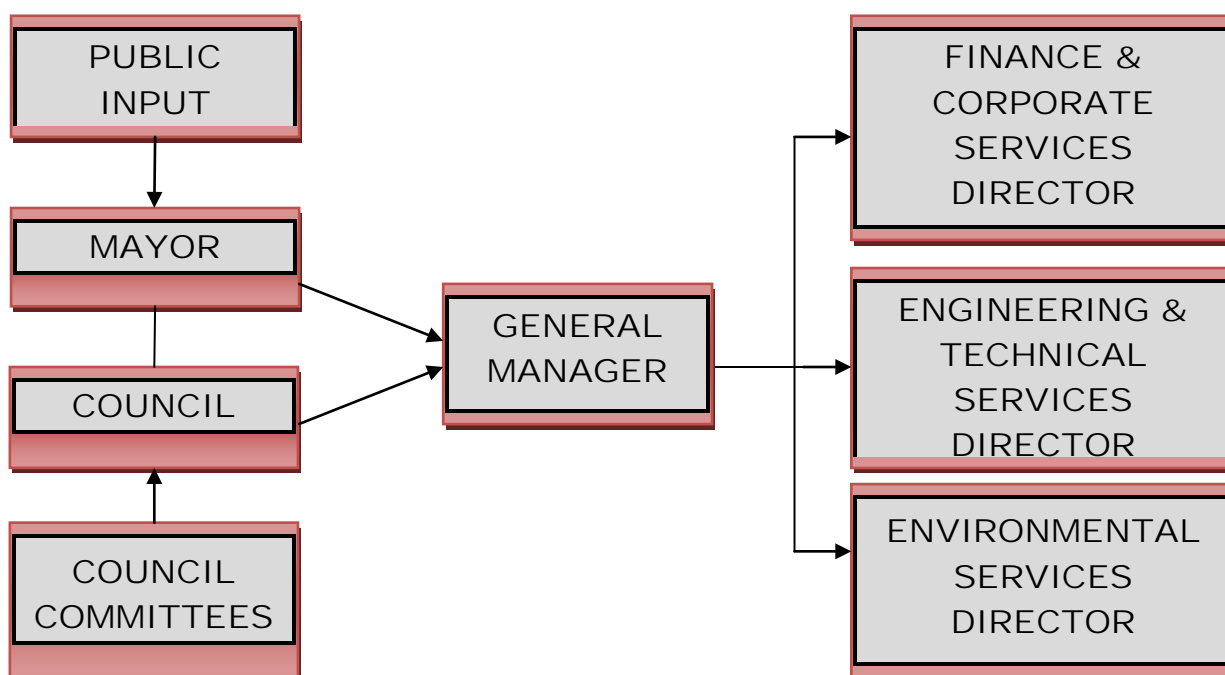 PUBLIC
INPUT
MAYOR
COUNCIL
COUNCIL
COMMITTEES
GENERAL
MANAGER
FINANCE &
CORPORATE
SERVICES
DIRECTOR
ENGINEERING &
TECHNICAL
SERVICES
DIRECTOR
ENVIRONMENTAL
SERVICES
DIRECTOR